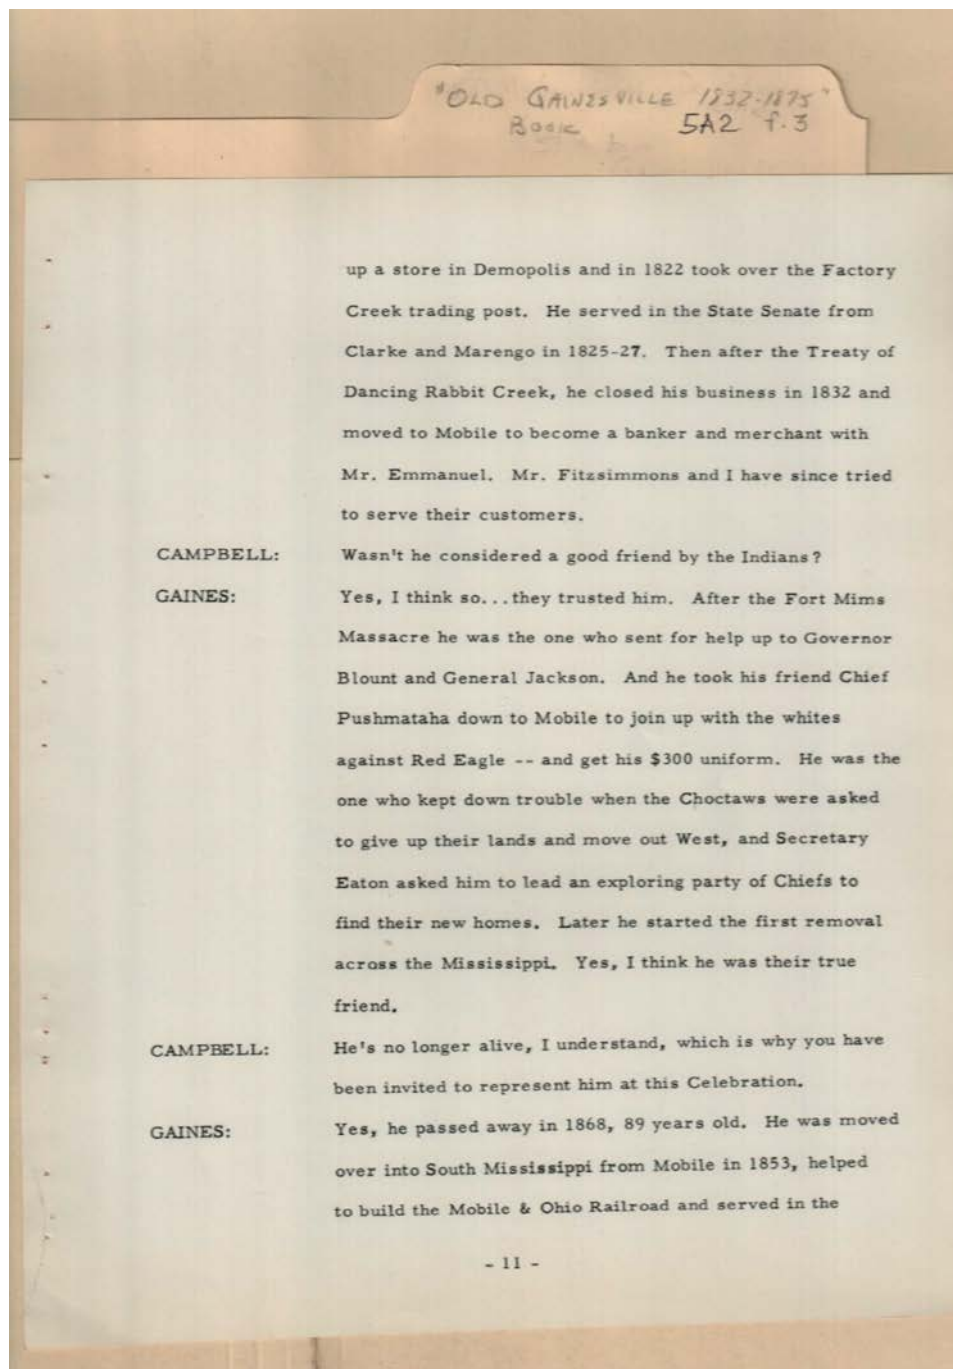 "OLD GAINESVILLE 1832-1875"
BOOK 5A2 f.3
up a store in Demopolis and in 1822 took over the Factory
Creek trading post. He served in the State Senate from
Clarke and Marengo in 1825-27. Then after the Treaty of
Dancing Rabbit Creek, he closed his business in 1832 and
moved to Mobile to become a banker and merchant with
Mr. Emmanuel. Mr. Fitzsimmons and I have since tried
to serve their customers.
CAMPBELL: Wasn't he considered a good friend by the Indians?
GAINES: Yes, I think so...they trusted him. After the Fort Mims
Massacre he was the one who sent for help up to Governor
Blount and General Jackson. And he took his friend Chief
Pushmataha down to Mobile to join up with the whites
against Red Eagle -- and get his $300 uniform. He was the
one who kept down trouble when the Choctaws were asked
to give up their lands and move out West, and Secretary
Eaton asked him to lead an exploring party of Chiefs to
find their new homes. Later he started the first removal
across the Mississippi. Yes, I think he was their true
friend.
CAMPBELL: He's no longer alive, I understand, which is why you have
been invited to represent him at this Celebration.
GAINES: Yes, he passed away in 1868, 89 years old. He was moved
over into South Mississippi from Mobile in 1853, helped
to build the Mobile & Ohio Railroad and served in the
- 11 -